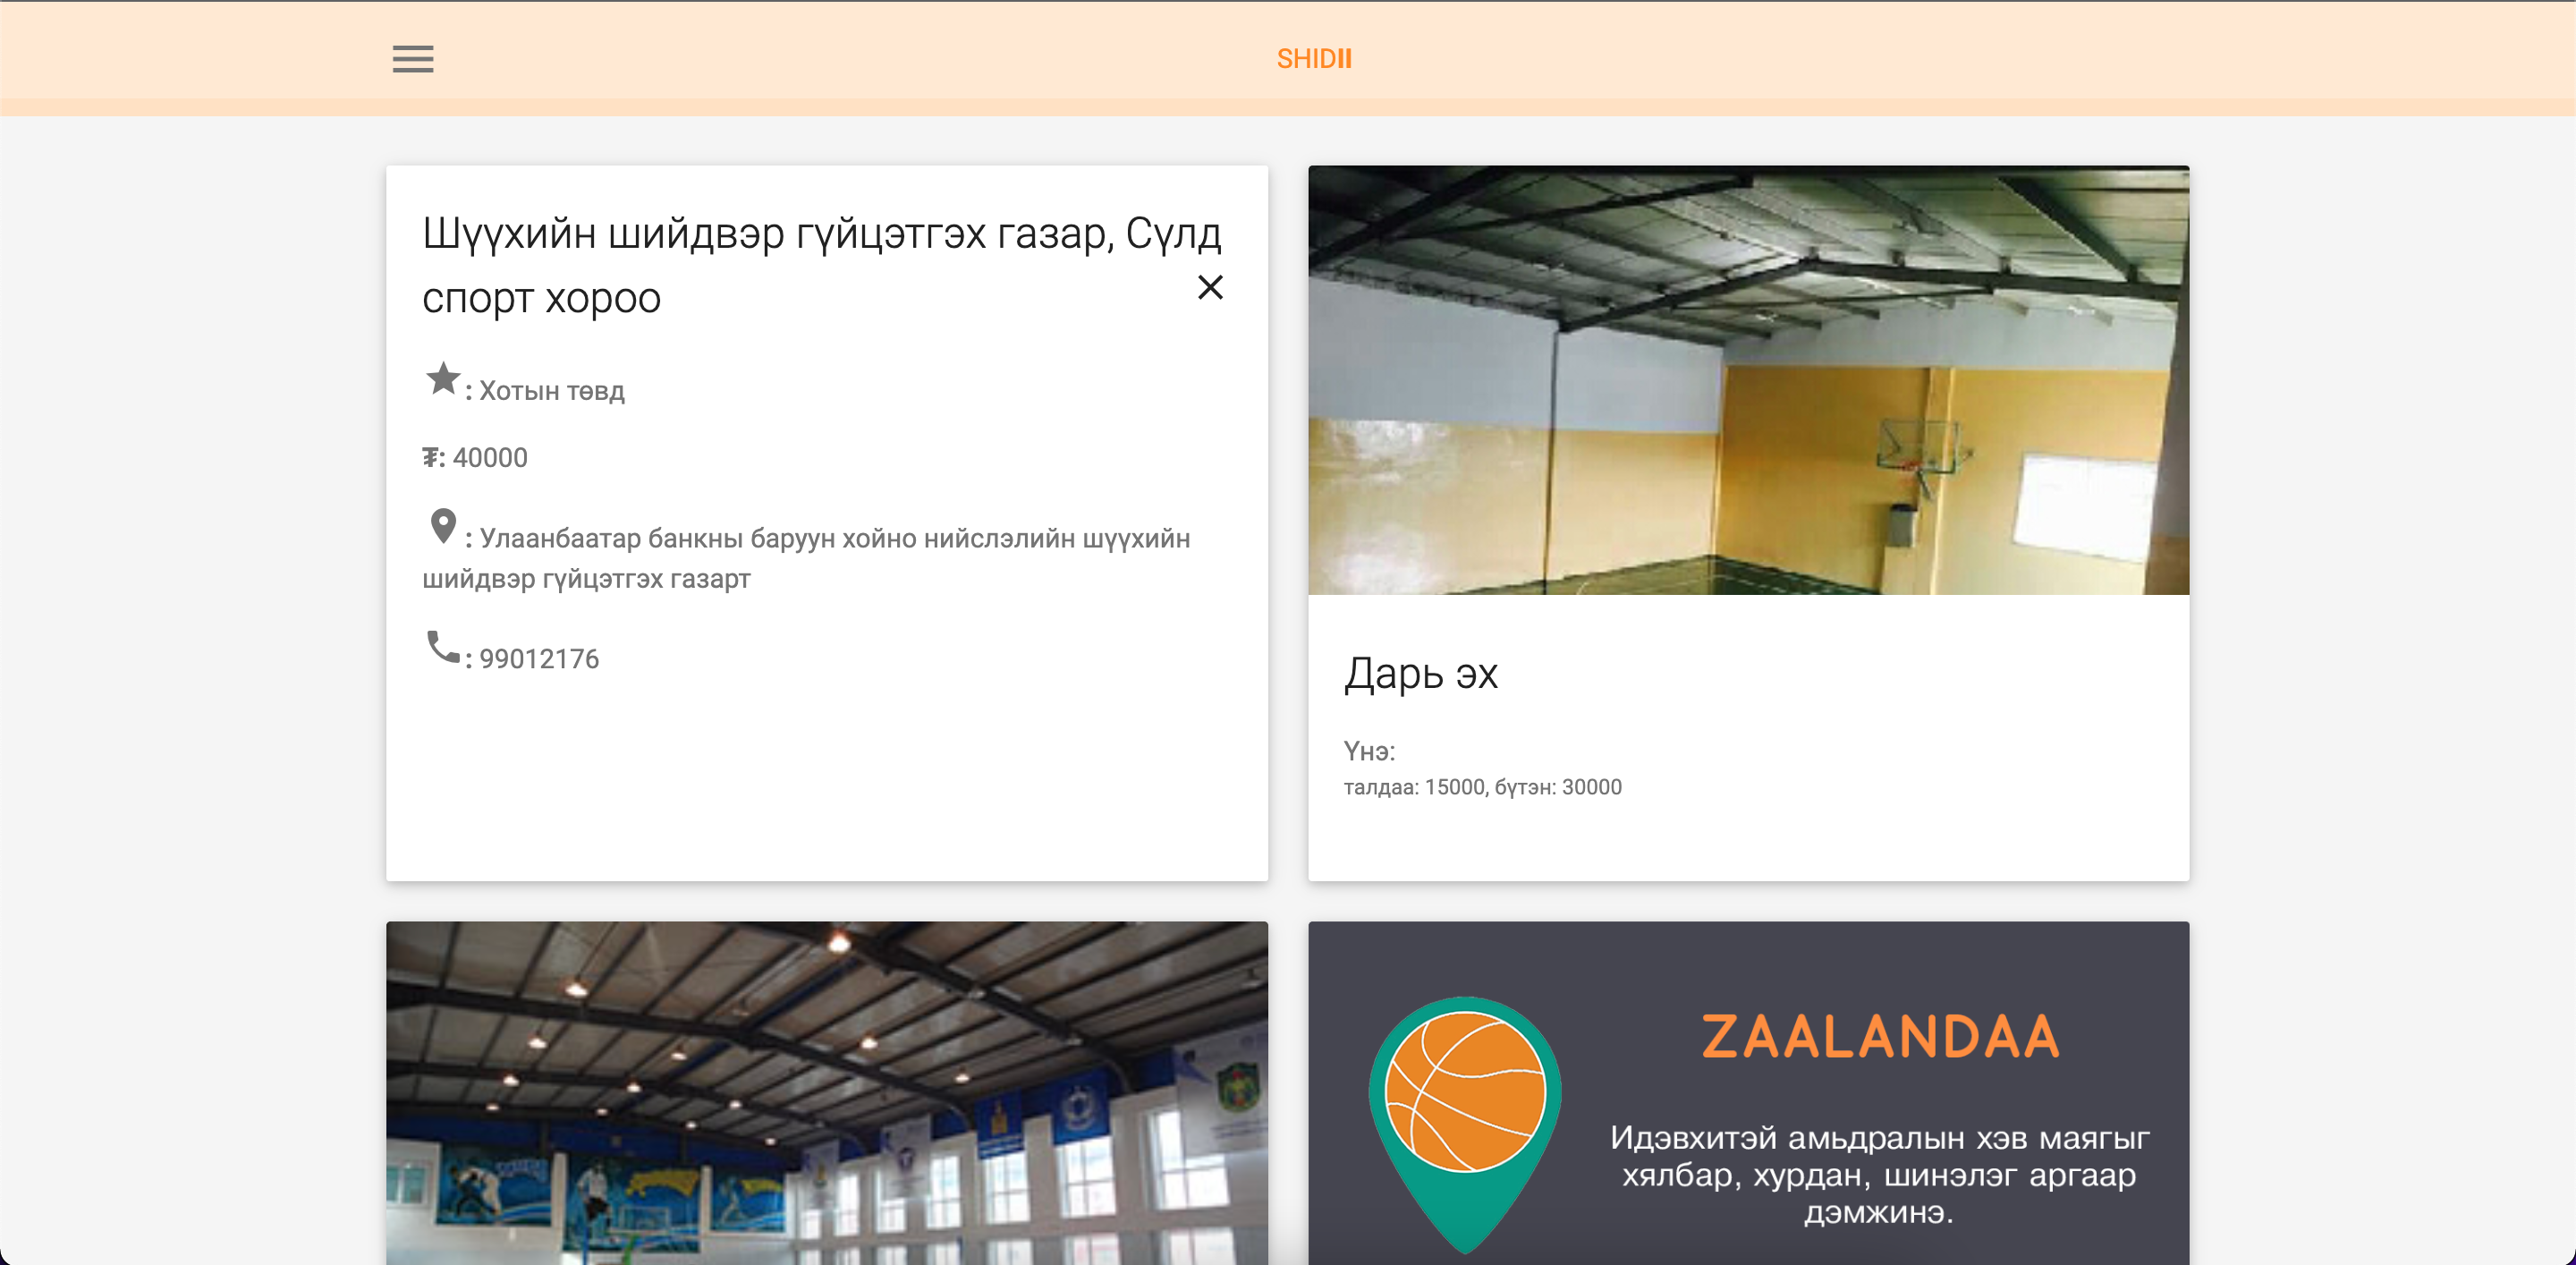 SHIDII
Шүүхийн шийдвэр гүйцэтгэх газар, Сүлд
спорт хороо
: Хотын төвд
₮: 40000
: Улаанбаатар банкны баруун хойно нийслэлийн шүүхийн
шийдвэр гүйцэтгэх газарт
: 99012176
Дарь эх
Үнэ:
талдаа: 15000, бүтэн: 30000
ZAALANDAA
Идэвхитэй амьдралын хэв маягыг
хялбар, хурдан, шинэлэг аргаар
дэмжинэ.